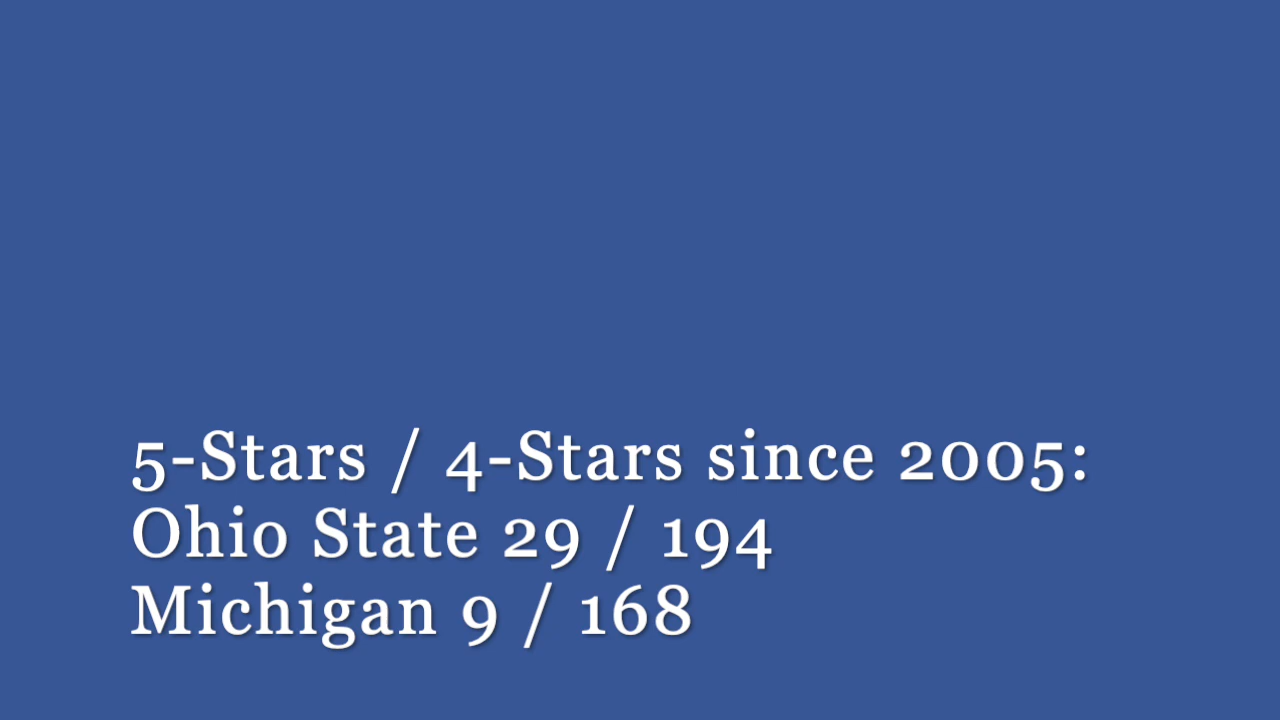 5-Stars / 4-Stars since 2005:
Ohio State 29 / 194
Michigan 9 / 168